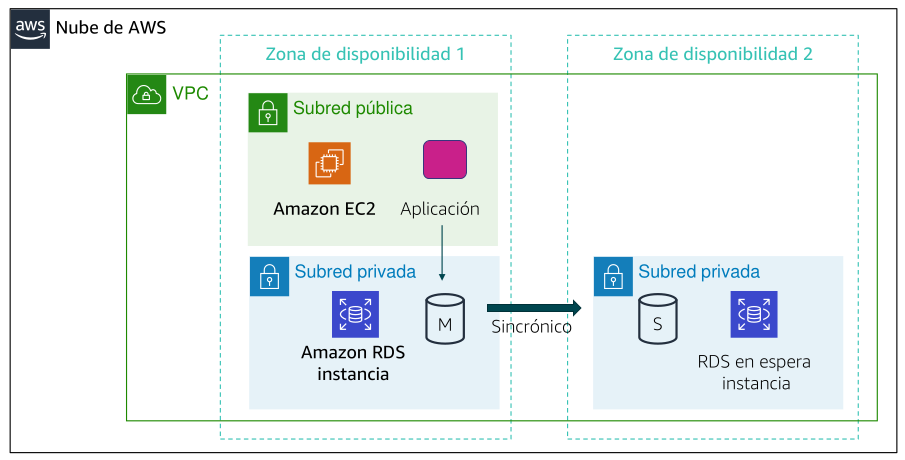 aws
Nube de AWS
Zona de disponibilidad 1
Zona de disponibilidad 2
VPC
Subred pública
Amazon EC2
Aplicación
Subred privada
Subred privada
M
S
Sincrónico
Amazon RDS
instancia
RDS en espera
instancia